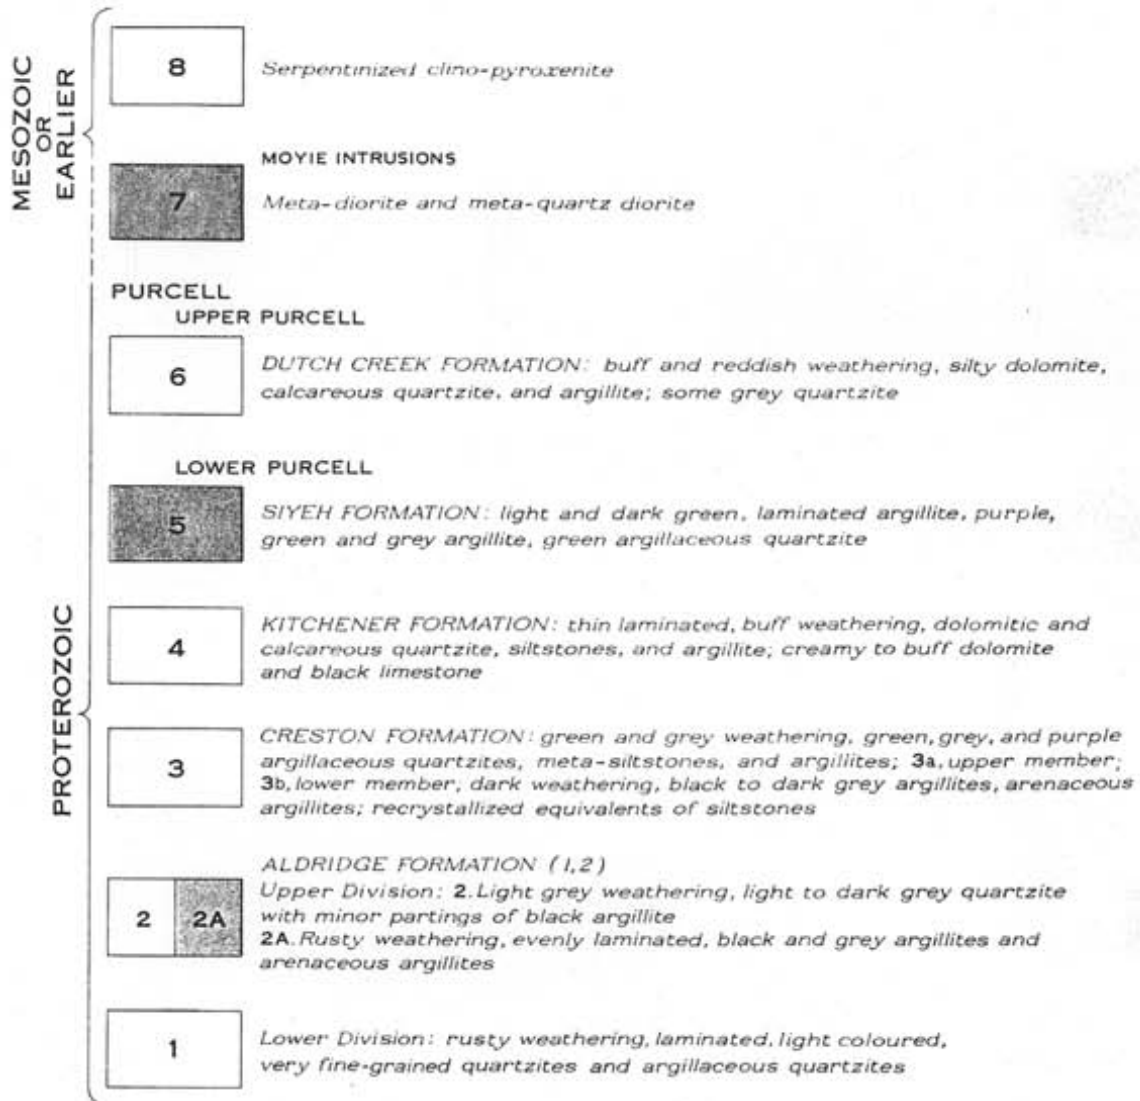 MESOZOIC
OR
EARLIER
8
Serpentinized clino-pyroxenite
MOYIE INTRUSIONS
7
Meta-diorite and meta-quartz diorite
PURCELL
UPPER PURCELL
6
DUTCH CREEK FORMATION: buff and reddish weathering, silty dolomite,
calcareous quartzite, and argillite; some grey quartzite
LOWER PURCELL
5
SIYEH FORMATION: light and dark green, laminated argillite, purple,
green and grey argillite, green argillaceous quartzite
PROTEROZOIC
4
KITCHENER FORMATION: thin laminated, buff weathering, dolomitic and
calcareous quartzite, siltstones, and argillite; creamy to buff dolomite
and black limestone
3
CRESTON FORMATION: green and grey weathering, green, grey, and purple
argillaceous quartzites, meta-siltstones, and argillites; 3a, upper member;
3b, lower member, dark weathering, black to dark grey argillites, arenaceous
argillites; recrystallized equivalents of siltstones
ALDRIDGE FORMATION (1,2)
2 2A
Upper Division: 2. Light grey weathering, light to dark grey quartzite
with minor partings of black argillite
2A. Rusty weathering, evenly laminated, black and grey argillites and
arenaceous argillites
1
Lower Division: rusty weathering, laminated, light coloured,
very fine-grained quartzites and argillaceous quartzites